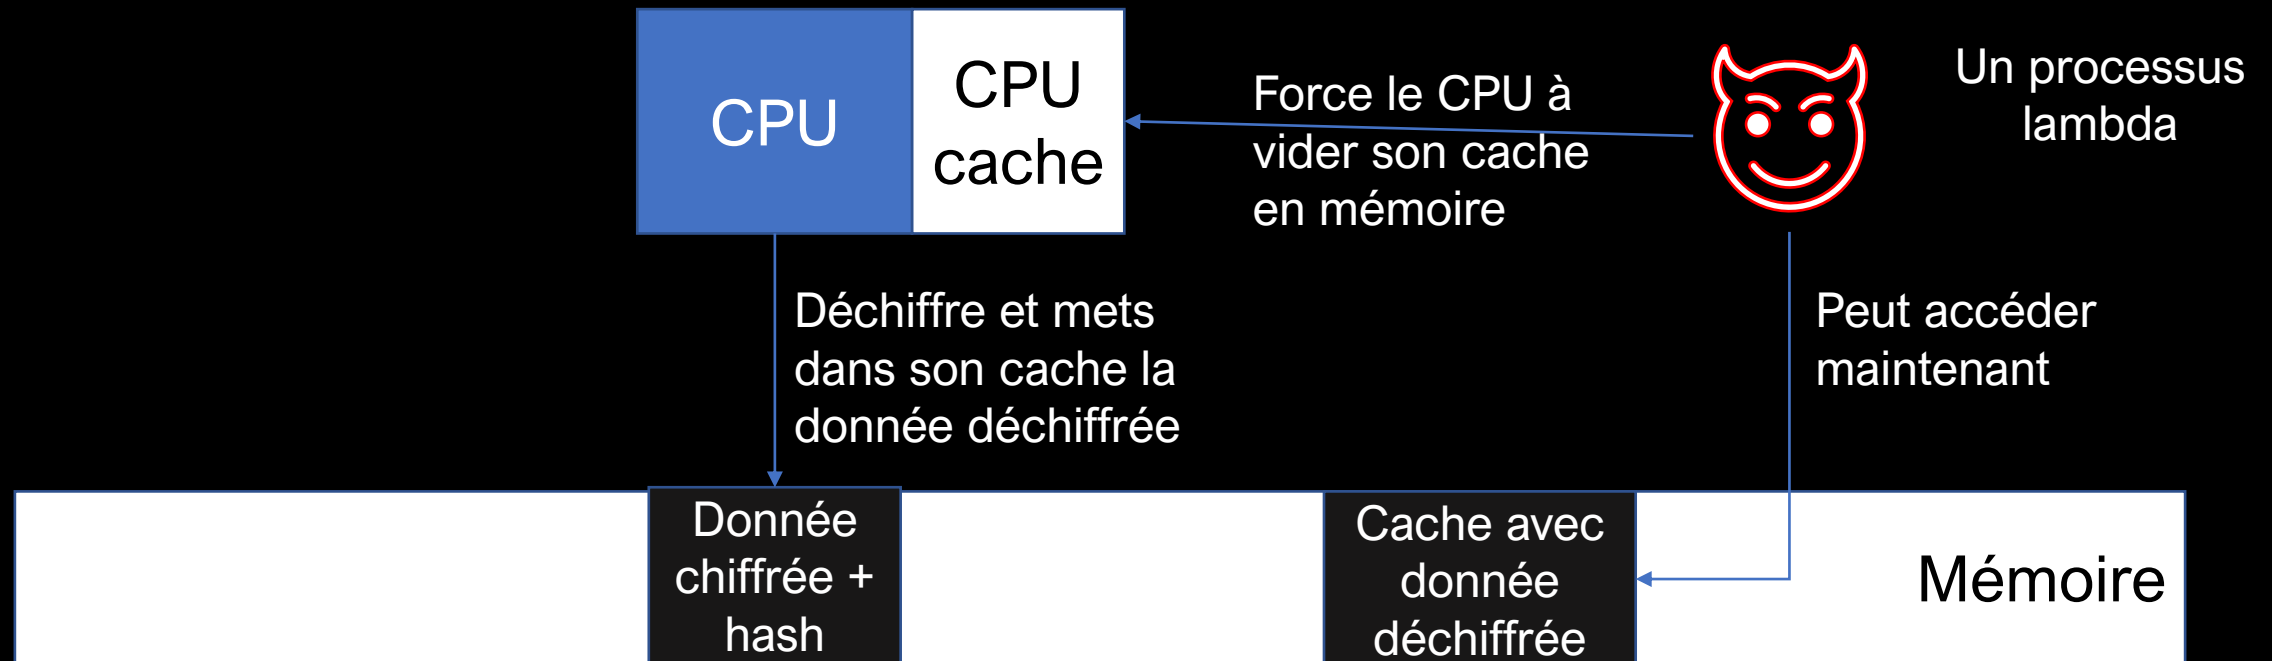 CPU
CPU
cache
Force le CPU à
vider son cache
en mémoire
Un processus
lambda
Déchiffre et mets
dans son cache la
donnée déchiffrée
Peut accéder
maintenant
Donnée
chiffrée +
hash
Cache avec
donnée
déchiffrée
Mémoire